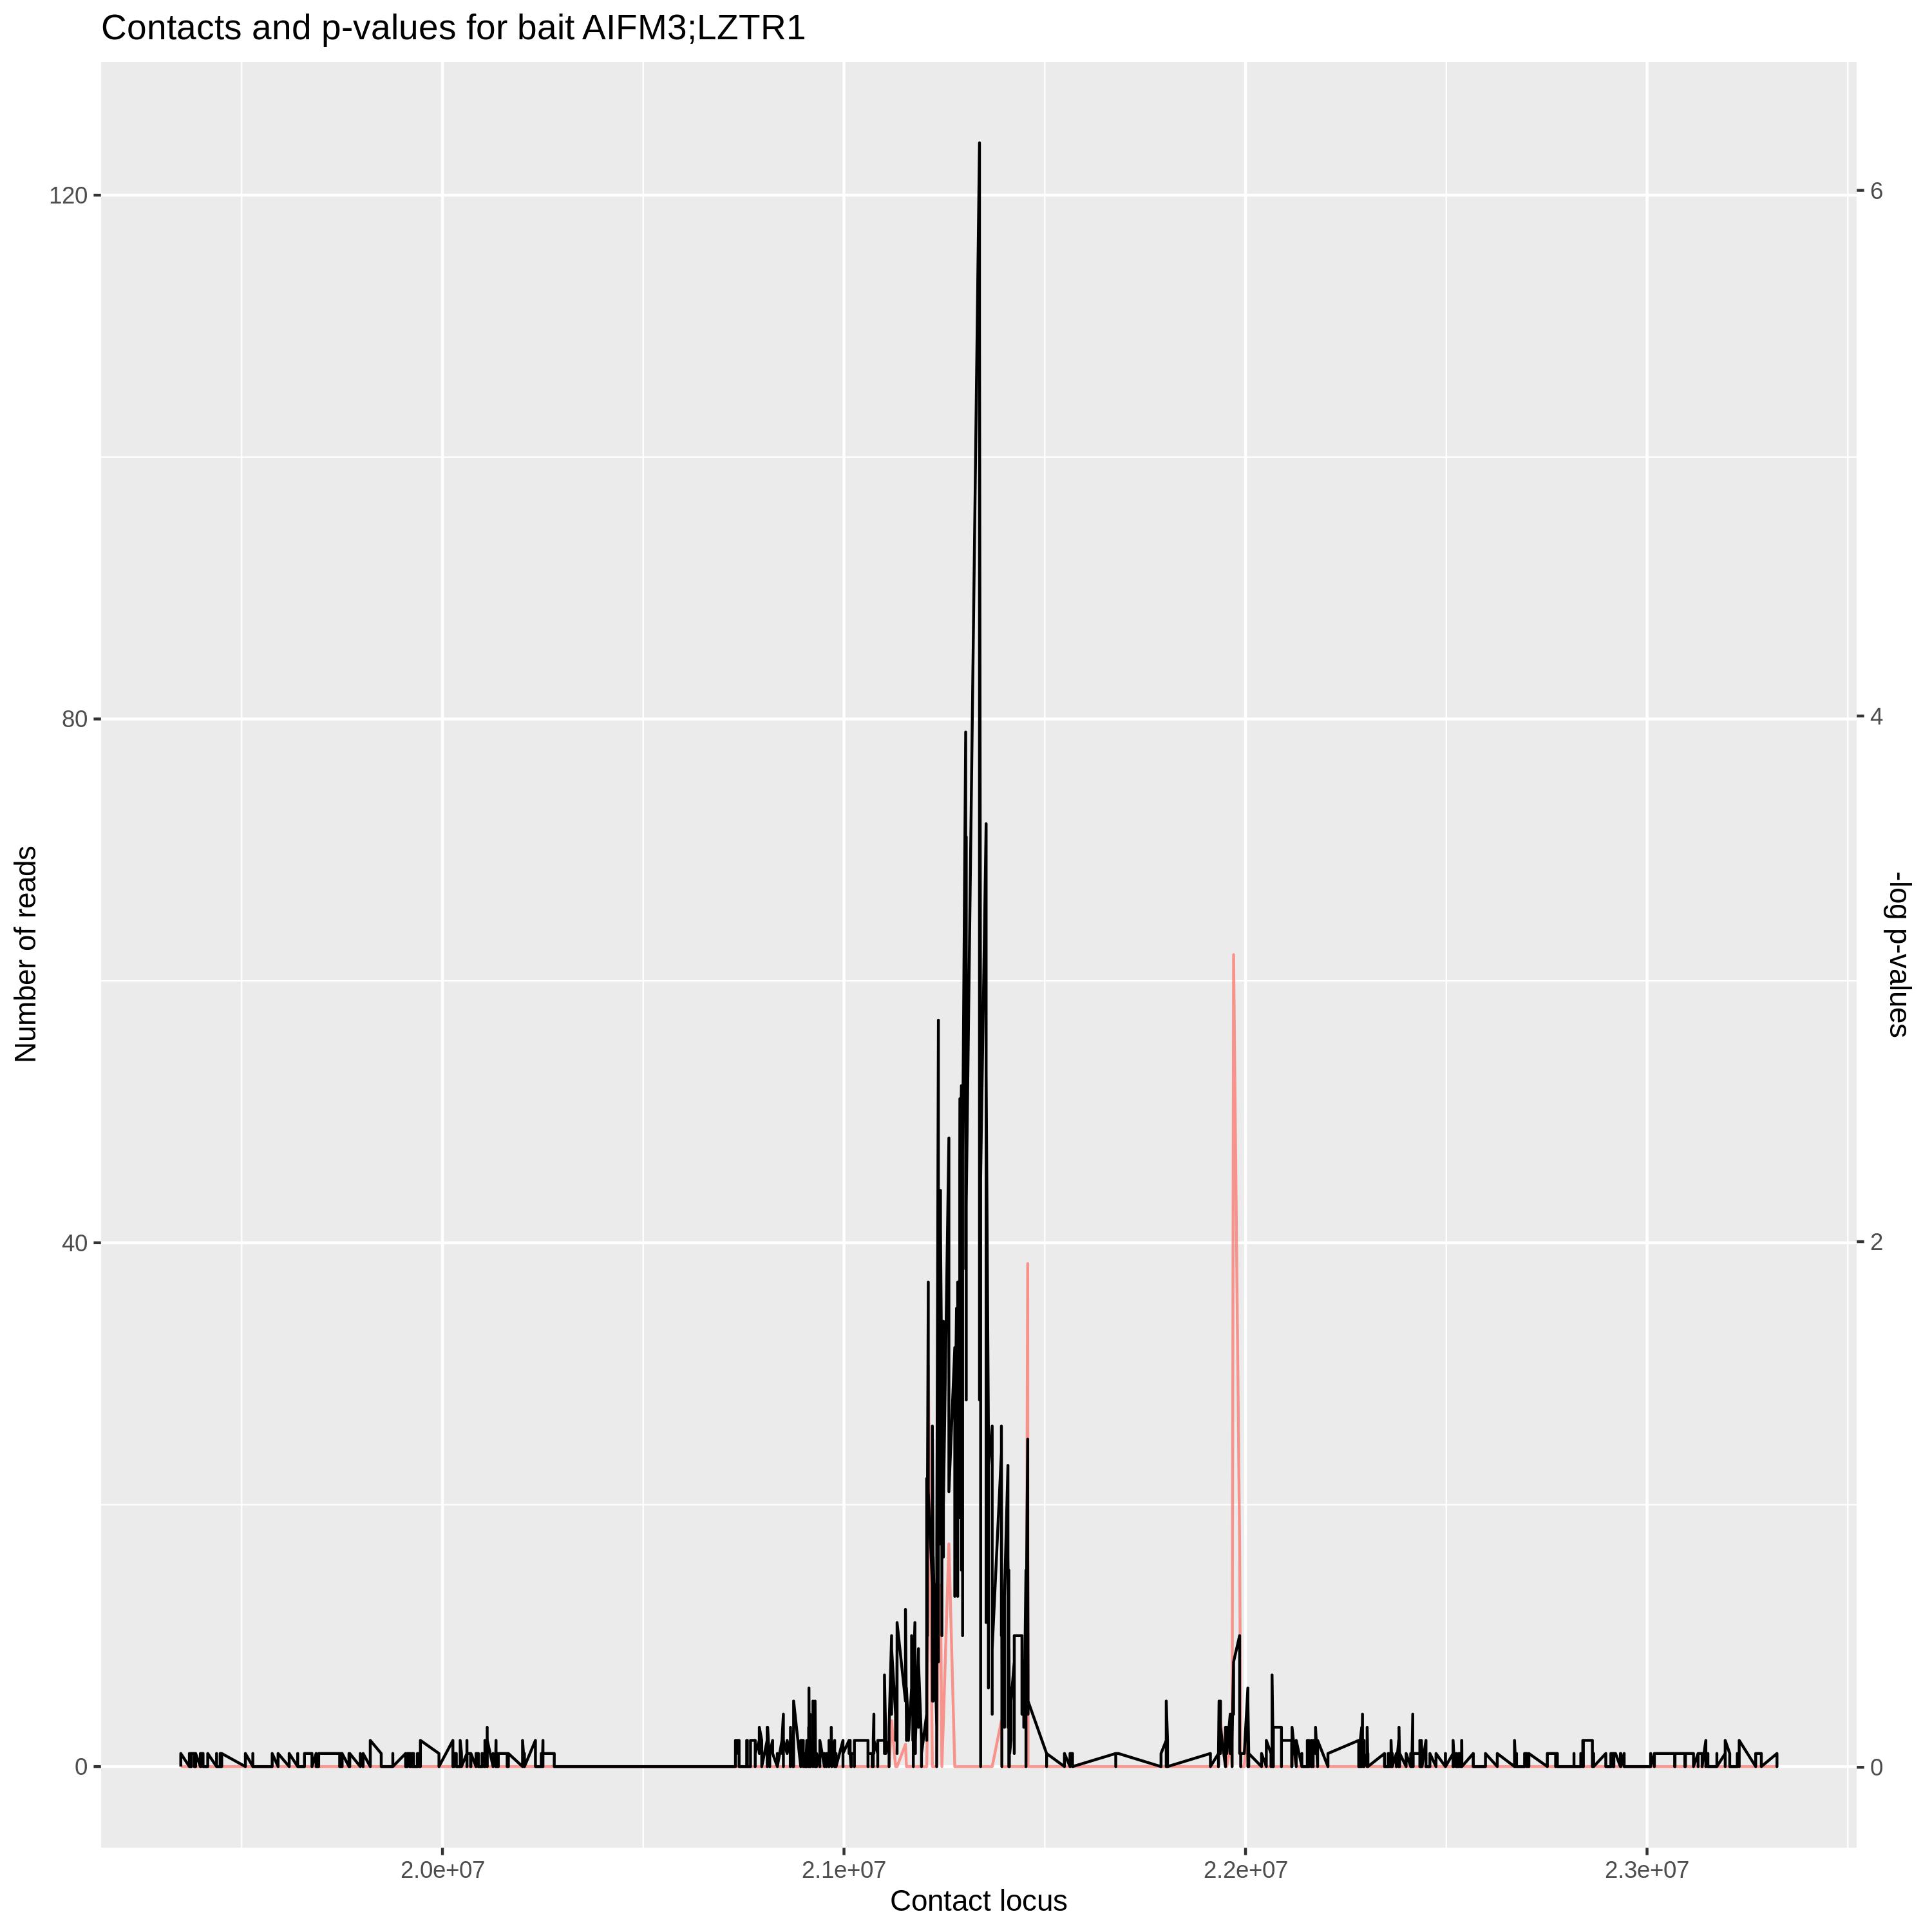 Contacts and p-values for bait AIFM3;LZTR1
120
80
40
0
Number of reads
6
4
2
0
-log p-values
2.0e+07
2.1e+07
2.2e+07
2.3e+07
Contact locus